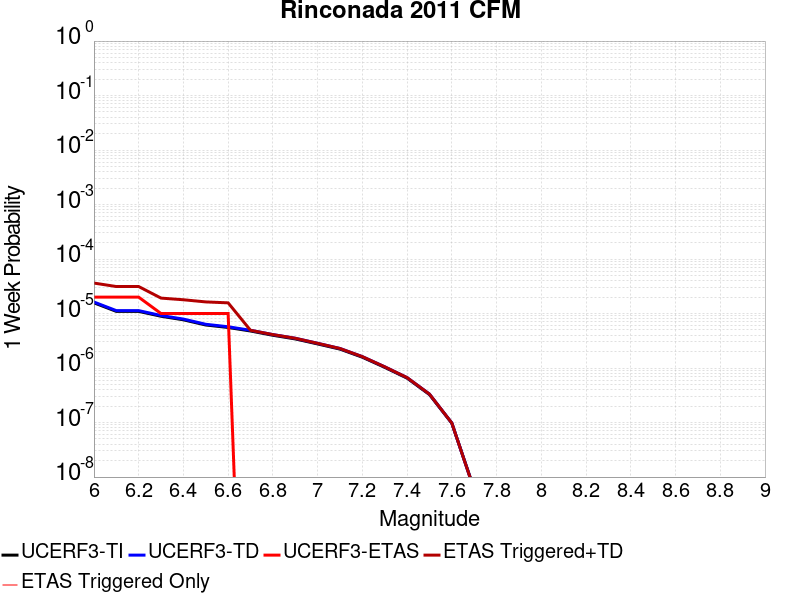 Rinconada 2011 CFM
1 Week Probability
10^0
10^-1
10^-2
10^-3
10^-4
10^-5
10^-6
10^-7
10^-8
6 6.2 6.4 6.6 6.8 7 7.2 7.4 7.6 7.8 8 8.2 8.4 8.6 8.8 9
Magnitude
UCERF3-TI UCERF3-TD UCERF3-ETAS ETAS Triggered+TD
ETAS Triggered Only